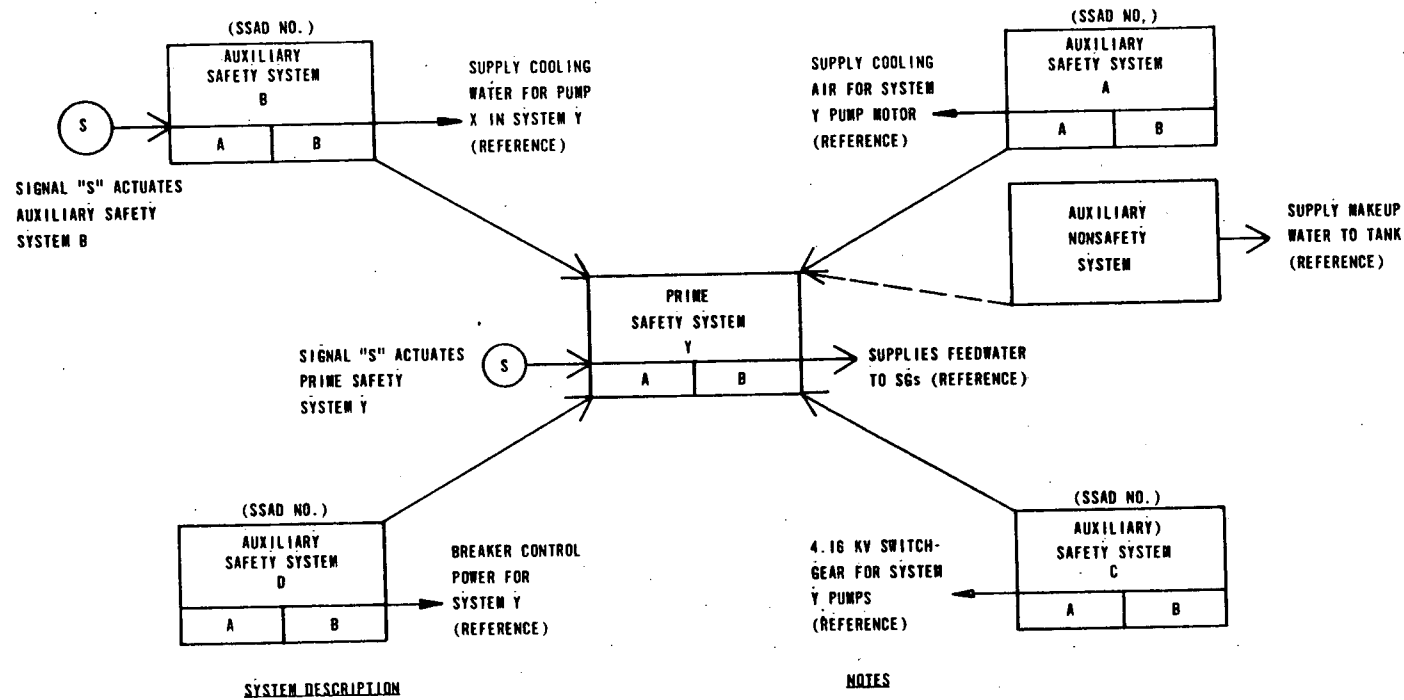 (SSAD NO.)
AUXILIARY
SAFETY SYSTEM
B
A
B
S
SIGNAL "S" ACTUATES
AUXILIARY SAFETY
SYSTEM B
SUPPLY COOLING
WATER FOR PUMP
X IN SYSTEM Y
(REFERENCE)
(SSAD NO,)
AUXILIARY
SAFETY SYSTEM
A
A
B
SUPPLY COOLING
AIR FOR SYSTEM
Y PUMP MOTOR
(REFERENCE)
AUXILIARY
NONSAFETY
SYSTEM
SUPPLY MAKEUP
WATER TO TANK
(REFERENCE)
PRIME
SAFETY SYSTEM
Y
A
B
SIGNAL "S" ACTUATES
PRIME SAFETY
SYSTEM Y
S
SUPPLIES FEEDWATER
TO SGs (REFERENCE)
(SSAD NO.)
AUXILIARY
SAFETY SYSTEM
D
A
B
BREAKER CONTROL
POWER FOR
SYSTEM Y
(REFERENCE)
4.16 KV SWITCH-
GEAR FOR SYSTEM
Y PUMPS
(REFERENCE)
(SSAD NO.)
AUXILIARY)
SAFETY SYSTEM
C
A
B
SYSTEM DESCRIPTION
NOTES